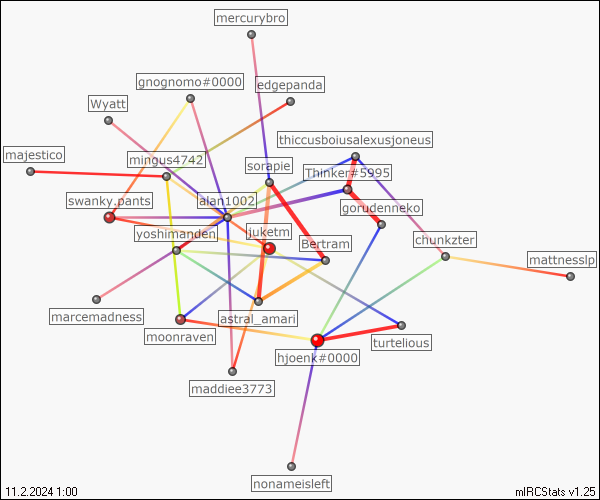 mercurybro
gnognomo#0000
edgepanda
Wyatt
thiccusboiusalexusjoneus
majestico
mingus4742
sorapie
Thinker#5995
swanky.pants
alan1002
gorudenneko
yoshimanden
juketm
Bertram
chunkzter
mattnesslp
marcemadness
astral_amari
moonraven
turtelious
hjoenk#0000
maddiee3773
nonameisleft
11.2.2024 1:00
mIRCStats v1.25